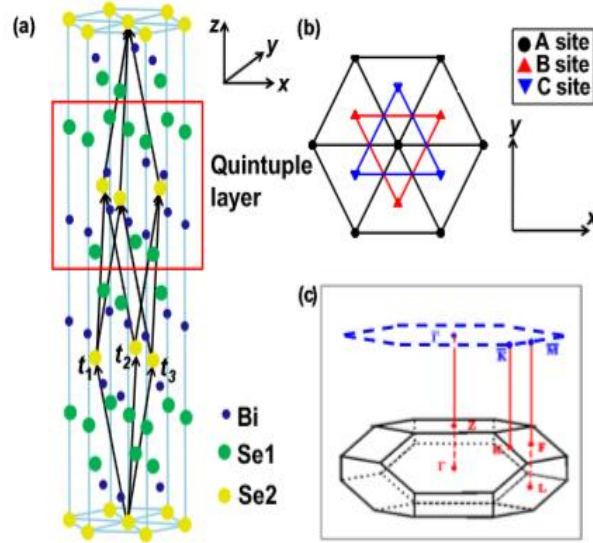 (a)
z
y
x
Quintuple
layer
t1
t2
t3
Bi
Se1
Se2
(b)
A site
B site
C site
y
x
(c)
Γ̄
K̄
M̄
Z
F
Γ
L